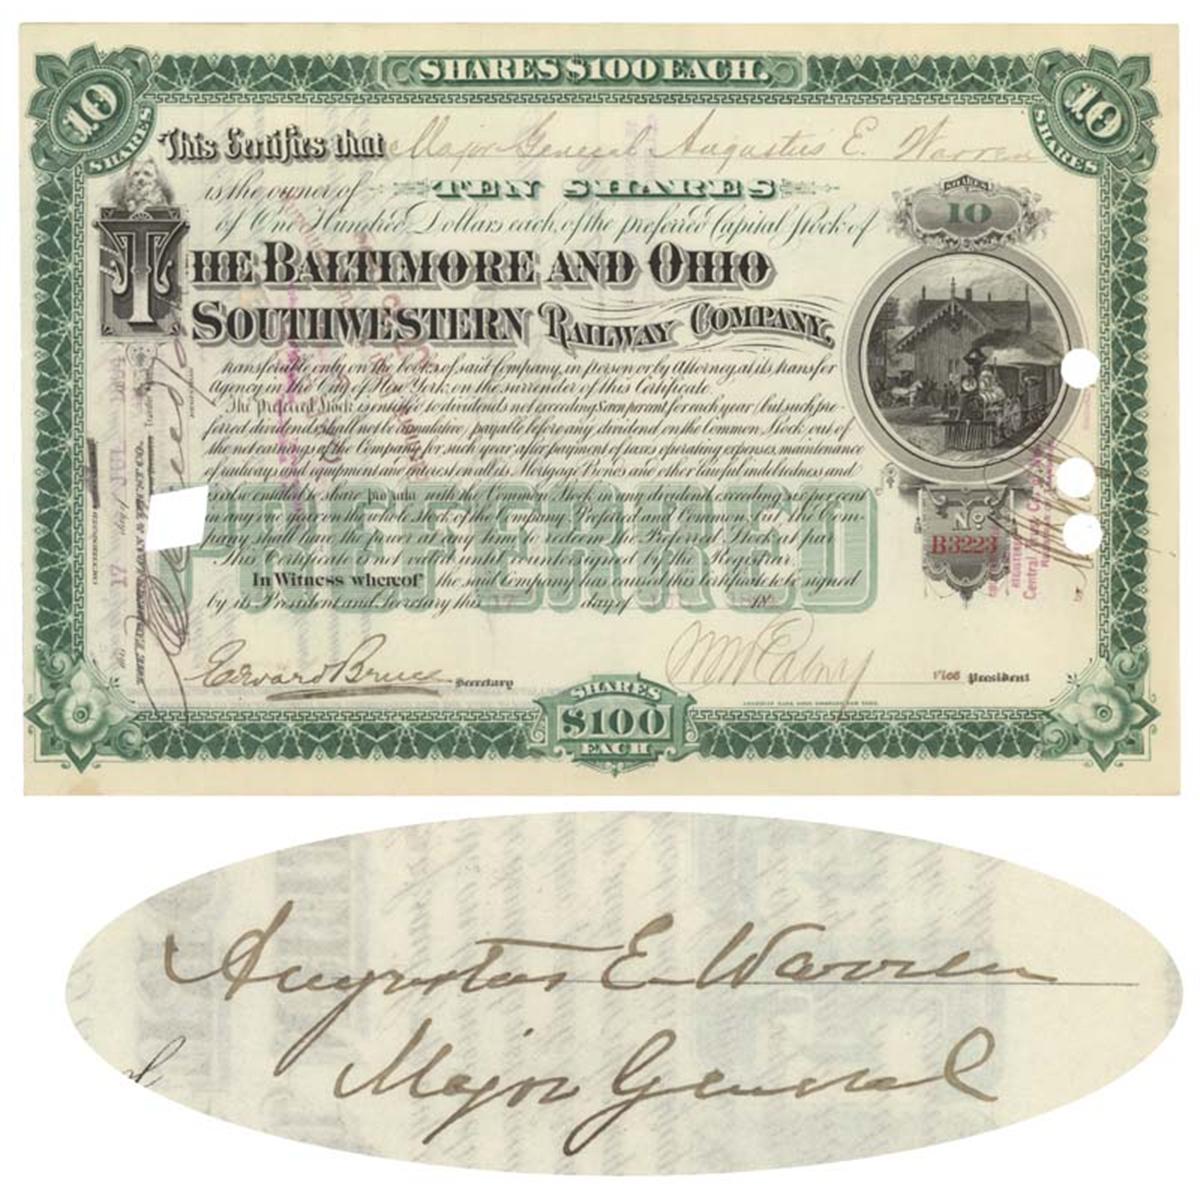 SHARES $100 EACH.
10 SHARES
10 SHARES
This Certifies that Major General Augustus E. Warren
is the owner of TEN SHARES
of One Hundred Dollars each, of the preferred Capital Stock of
SHARES
10
THE BALTIMORE AND OHIO
SOUTHWESTERN RAILWAY COMPANY,
transferable only on the books of said Company, in person or by Attorney, at its transfer
Agency in the City of New York, on the surrender of this Certificate.
The Preferred Stock is entitled to dividends not exceeding seven percent for each year (but such pre-
ferred dividend shall not be cumulative) payable before any dividend on the Common Stock out of
the net earnings of the Company for such year after payment of taxes operating expenses, maintenance
of railways and equipment and interest on all its Mortgage Bonds and other lawful indebtedness and
is also entitled to share pro rata with the Common Stock in any dividend exceeding six per cent
in any one year on the whole stock of the Company Preferred and Common, but the Com-
pany shall have the power at any time to redeem the Preferred Stock at par.
This Certificate is not valid until countersigned by the Registrar.
PREFERRED
In Witness whereof the said Company has caused this Certificate to be signed
by its President and Secretary this 17 day of 18
No
B3223
COUNTERSIGNED this 17 day of JUL
Edward Bruce Secretary
Vice President
SHARES
$100
EACH
Augustus E. Warren
Major General